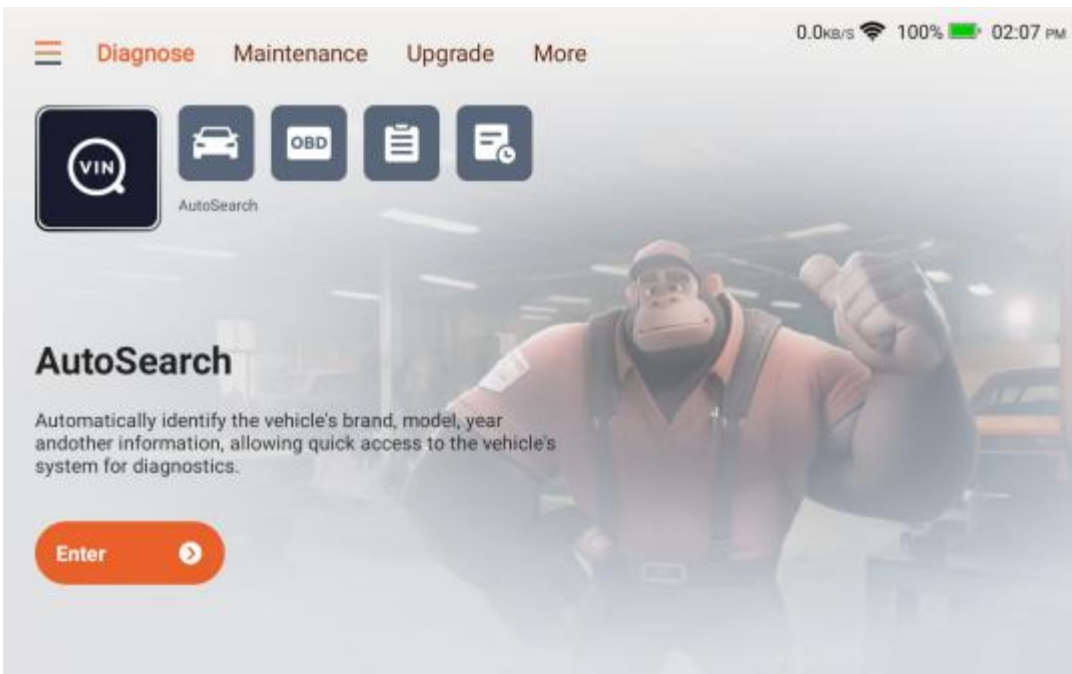 0.0KB/S 100% 02:07 PM
Diagnose Maintenance Upgrade More
VIN
OBD
AutoSearch
AutoSearch
Automatically identify the vehicle's brand, model, year
andother information, allowing quick access to the vehicle's
system for diagnostics.
Enter